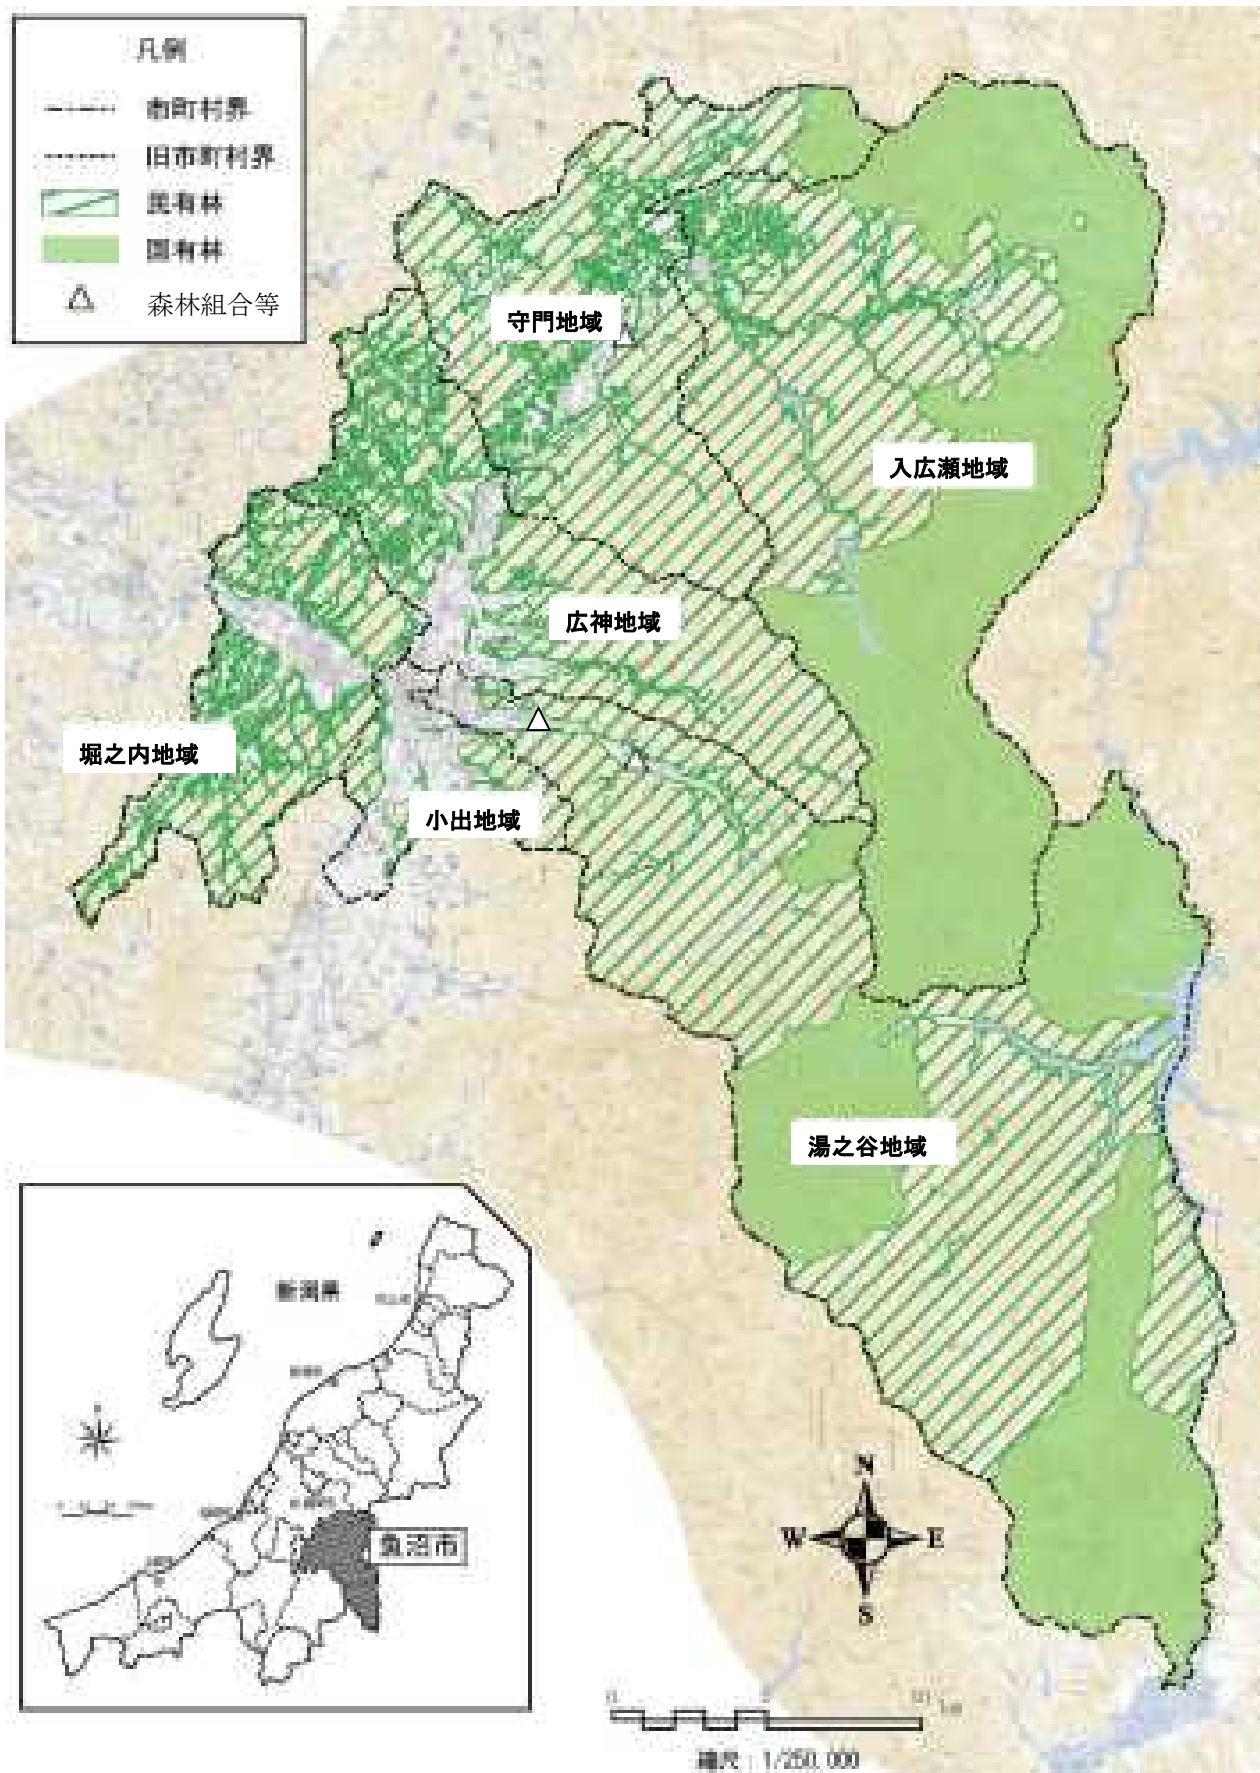 凡例
市町村界
旧市町村界
民有林
国有林
森林組合等
守門地域
入広瀬地域
広神地域
堀之内地域
小出地域
湯之谷地域
新潟県
魚沼市
N
W E
S
0 10
縮尺：1/250,000